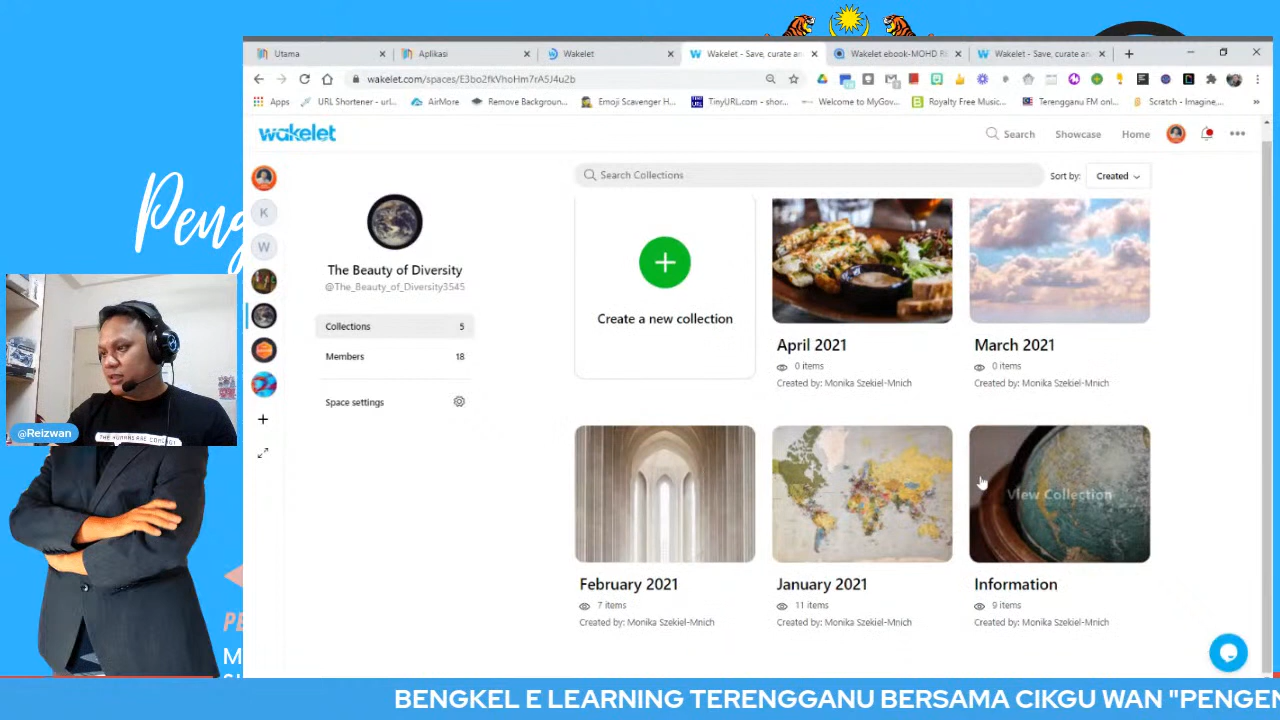 Utama
Aplikasi
Wakelet
Wakelet - Save, curate an
Wakelet ebook-MOHD R
Wakelet - Save, curate an
wakelet.com/spaces/E3bo2fkVhoHm7rA5J4u2b
Apps
URL Shortener - url...
AirMore
Remove Backgroun...
Emoji Scavenger H...
TinyURL.com - shor...
Welcome to MyGov...
Royalty Free Music...
Terengganu FM onl...
Scratch - Imagine,...
wakelet
Search
Showcase
Home
Search Collections
Sort by:
Created
K
W
The Beauty of Diversity
@The_Beauty_of_Diversity3545
Collections 5
Members 18
Space settings
Create a new collection
April 2021
0 items
Created by: Monika Szekiel-Mnich
March 2021
0 items
Created by: Monika Szekiel-Mnich
View Collection
February 2021
7 items
Created by: Monika Szekiel-Mnich
January 2021
11 items
Created by: Monika Szekiel-Mnich
Information
9 items
Created by: Monika Szekiel-Mnich
Peng
@Reizwan
THE HUMANS ARE COMING!
PE
M
BENGKEL E LEARNING TERENGGANU BERSAMA CIKGU WAN "PENGEN